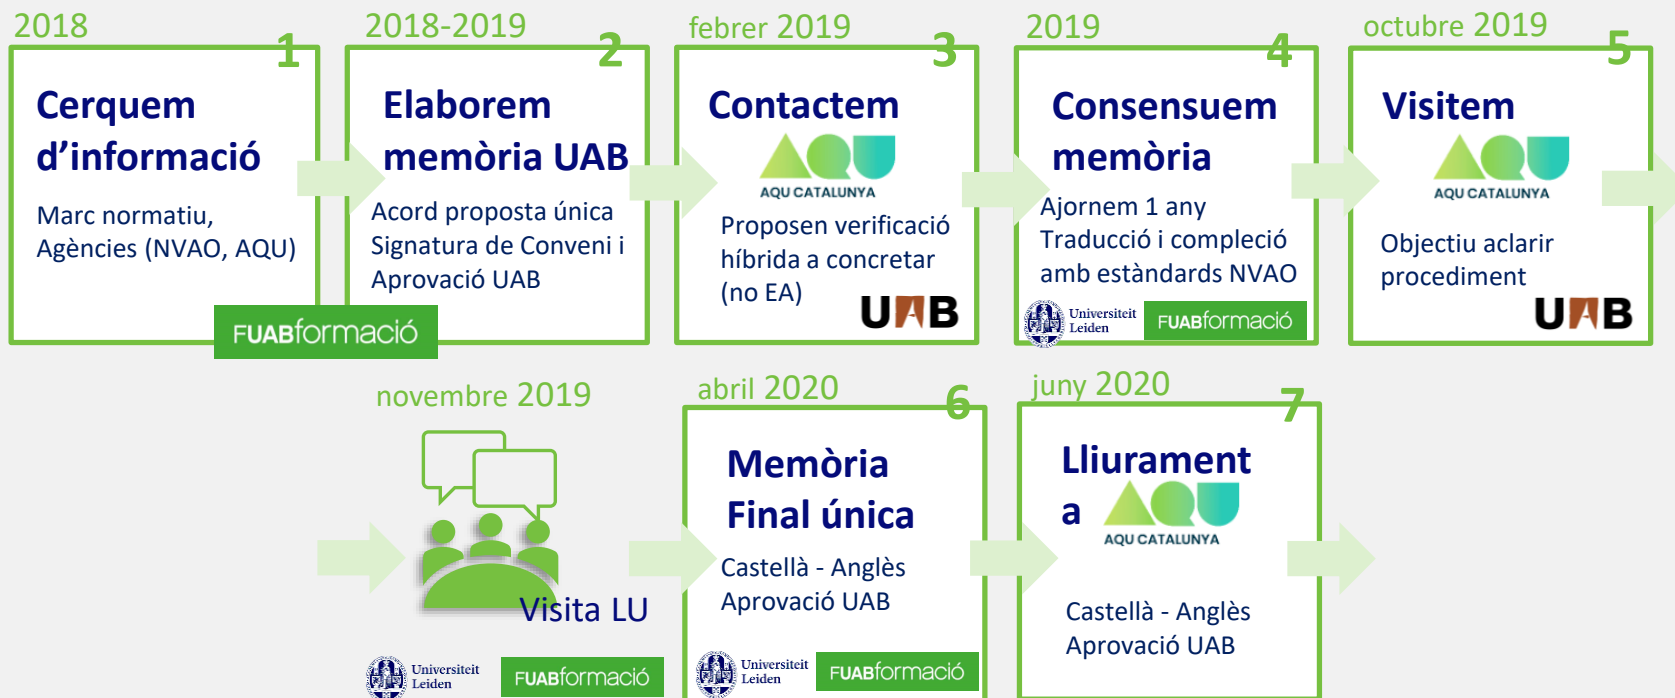 2018
1
Cerquem
d’informació
Marc normatiu,
Agències (NVAO, AQU)
2018-2019
2
Elaborem
memòria UAB
Acord proposta única
Signatura de Conveni i
Aprovació UAB
FUABformació
febrer 2019
3
Contactem
AQU
AQU CATALUNYA
Proposen verificació
híbrida a concretar
(no EA)
UAB
2019
4
Consensuem
memòria
Ajornem 1 any
Traducció i compleció
amb estàndards NVAO
Universiteit
Leiden
FUABformació
octubre 2019
5
Visitem
AQU
AQU CATALUNYA
Objectiu aclarir
procediment
UAB
novembre 2019
Visita LU
Universiteit
Leiden
FUABformació
abril 2020
6
Memòria
Final única
Castellà - Anglès
Aprovació UAB
Universiteit
Leiden
FUABformació
juny 2020
7
Lliurament
a AQU
AQU CATALUNYA
Castellà - Anglès
Aprovació UAB